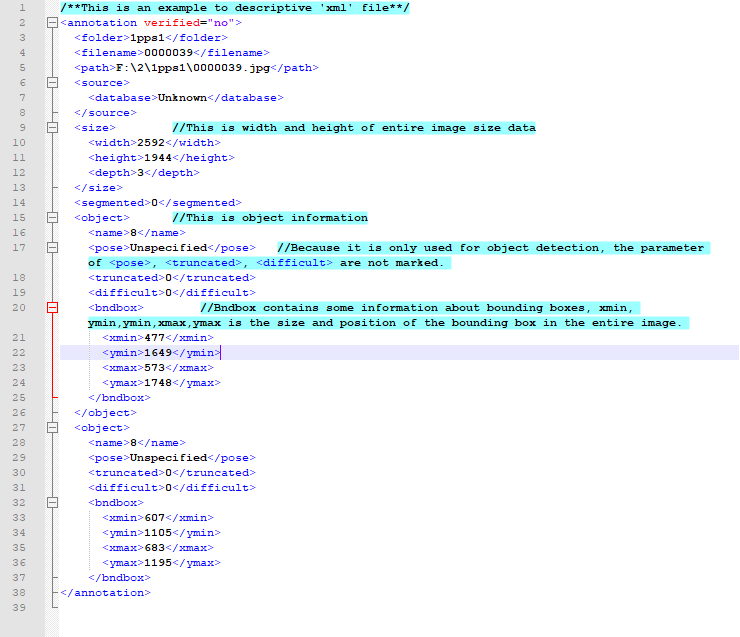 1 /**This is an example to descriptive 'xml' file**/
2 <annotation verified="no">
3 <folder>1pps1</folder>
4 <filename>0000039</filename>
5 <path>F:\2\1pps1\0000039.jpg</path>
6 <source>
7 <database>Unknown</database>
8 </source>
9 <size> //This is width and height of entire image size data
10 <width>2592</width>
11 <height>1944</height>
12 <depth>3</depth>
13 </size>
14 <segmented>0</segmented>
15 <object> //This is object information
16 <name>8</name>
17 <pose>Unspecified</pose> //Because it is only used for object detection, the parameter
of <pose>, <truncated>, <difficult> are not marked.
18 <truncated>0</truncated>
19 <difficult>0</difficult>
20 <bndbox> //Bndbox contains some information about bounding boxes, xmin,
ymin,ymin,xmax,ymax is the size and position of the bounding box in the entire image.
21 <xmin>477</xmin>
22 <ymin>1649</ymin>
23 <xmax>573</xmax>
24 <ymax>1748</ymax>
25 </bndbox>
26 </object>
27 <object>
28 <name>8</name>
29 <pose>Unspecified</pose>
30 <truncated>0</truncated>
31 <difficult>0</difficult>
32 <bndbox>
33 <xmin>607</xmin>
34 <ymin>1105</ymin>
35 <xmax>683</xmax>
36 <ymax>1195</ymax>
37 </bndbox>
38 </annotation>
39